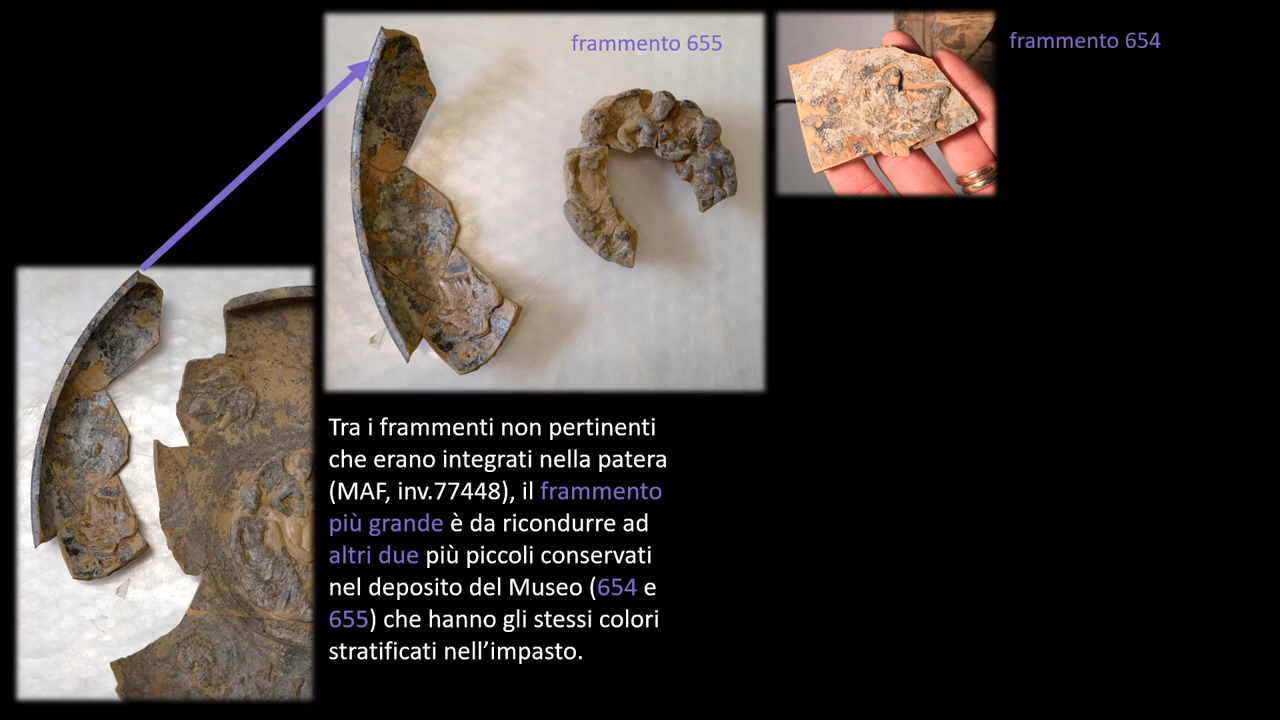 frammento 655
frammento 654
Tra i frammenti non pertinenti
che erano integrati nella patera
(MAF, inv.77448), il frammento
più grande è da ricondurre ad
altri due più piccoli conservati
nel deposito del Museo (654 e
655) che hanno gli stessi colori
stratificati nell’impasto.